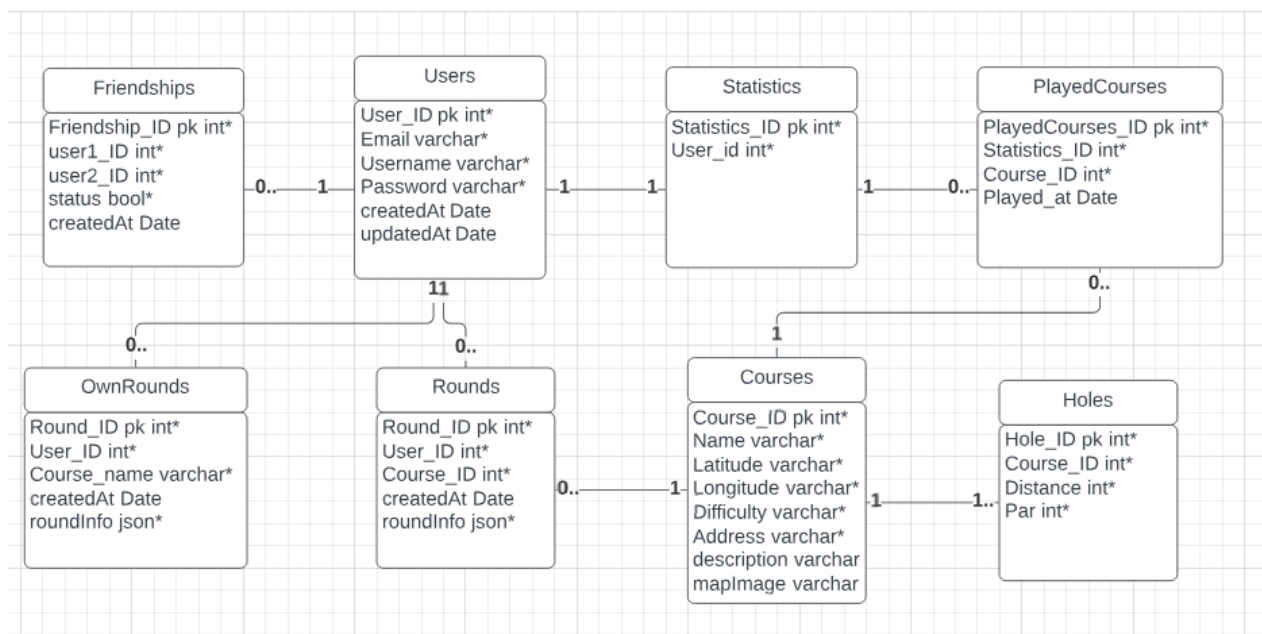 Friendships
Friendship_ID pk int*
user1_ID int*
user2_ID int*
status bool*
createdAt Date
0..
1
Users
User_ID pk int*
Email varchar*
Username varchar*
Password varchar*
createdAt Date
updatedAt Date
1
1
Statistics
Statistics_ID pk int*
User_id int*
1
0..
PlayedCourses
PlayedCourses_ID pk int*
Statistics_ID int*
Course_ID int*
Played_at Date
11
0..
0..
0..
1
OwnRounds
Round_ID pk int*
User_ID int*
Course_name varchar*
createdAt Date
roundInfo json*
Rounds
Round_ID pk int*
User_ID int*
Course_ID int*
createdAt Date
roundInfo json*
0..
1
Courses
Course_ID pk int*
Name varchar*
Latitude varchar*
Longitude varchar*
Difficulty varchar*
Address varchar*
description varchar
mapImage varchar
1
1..
Holes
Hole_ID pk int*
Course_ID int*
Distance int*
Par int*